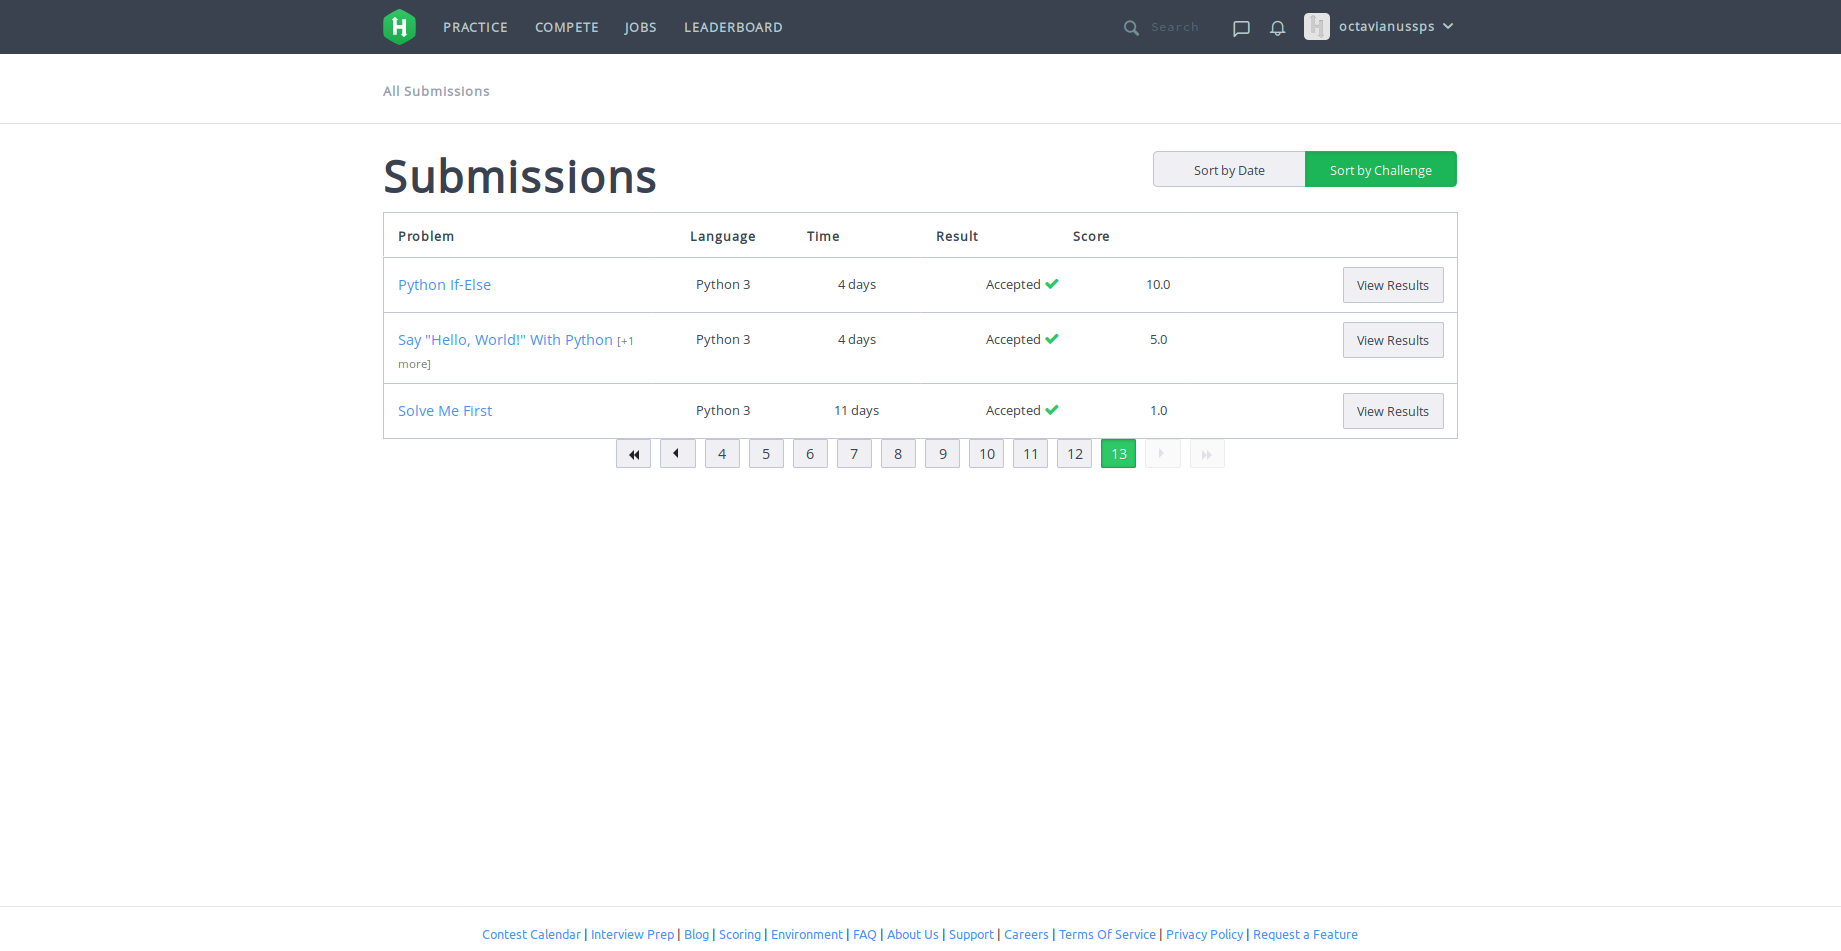 H PRACTICE COMPETE JOBS LEADERBOARD Search octavianussps
All Submissions
Submissions
Sort by Date Sort by Challenge
Problem Language Time Result Score
Python If-Else Python 3 4 days Accepted 10.0 View Results
Say "Hello, World!" With Python [+1 Python 3 4 days Accepted 5.0 View Results
more]
Solve Me First Python 3 11 days Accepted 1.0 View Results
4 5 6 7 8 9 10 11 12 13
Contest Calendar | Interview Prep | Blog | Scoring | Environment | FAQ | About Us | Support | Careers | Terms Of Service | Privacy Policy | Request a Feature